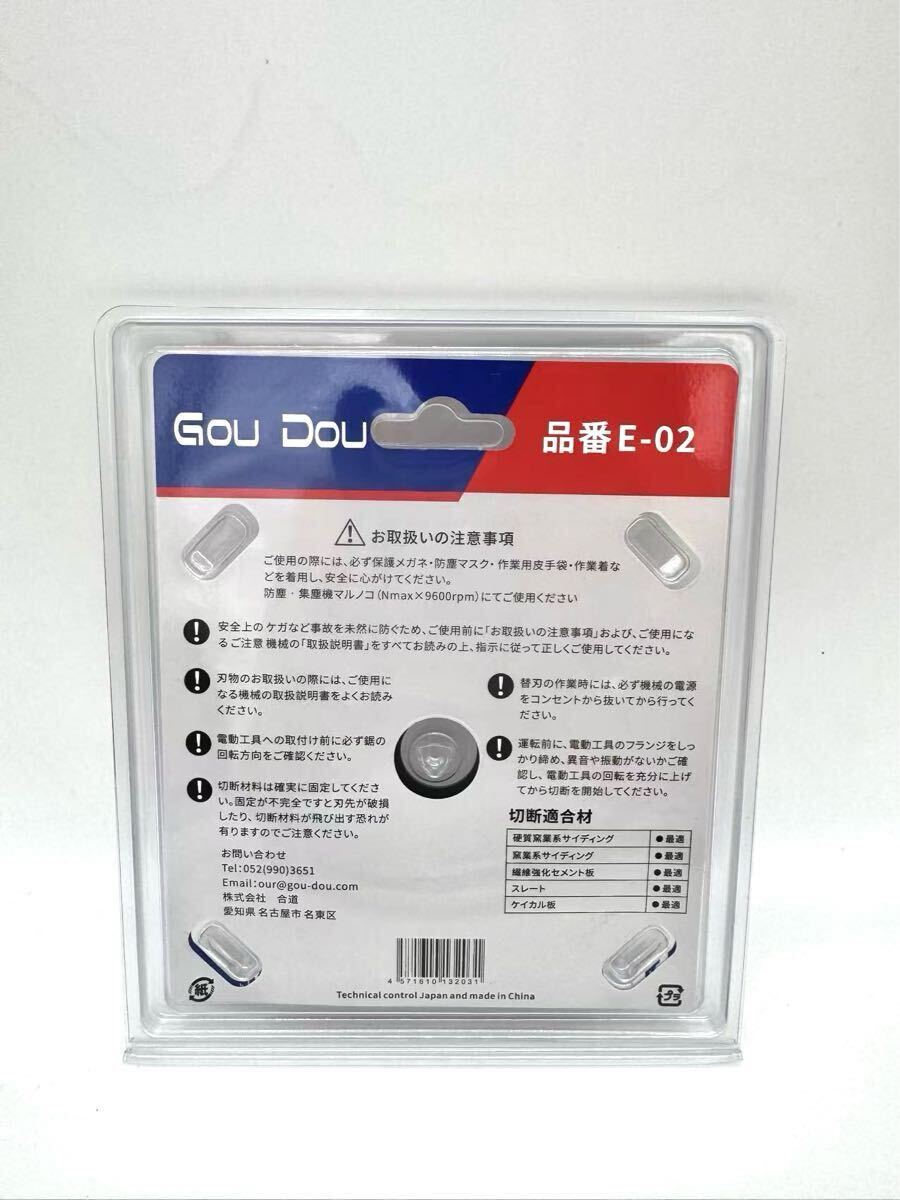 GOU DOU
品番E-02
お取扱いの注意事項
ご使用の際には、必ず保護メガネ・防塵マスク・作業用皮手袋・作業着な
どを着用し、安全に心がけてください。
防塵・集塵機マルノコ(Nmax×9600rpm)にてご使用ください
安全上のケガなど事故を未然に防ぐため、ご使用前に「お取扱いの注意事項」および、ご使用にな
るご注意 機械の「取扱説明書」をすべてお読みの上、指示に従って正しくご使用してください。
刃物のお取扱いの際には、ご使用に
なる機械の取扱説明書をよくお読み
ください。
電動工具への取付け前に必ず鋸の
回転方向をご確認ください。
切断材料は確実に固定してくださ
い。固定が不完全ですと刃先が破損
したり、切断材料が飛び出す恐れが
有りますのでご注意ください。
替刃の作業時には、必ず機械の電源
をコンセントから抜いてから行ってく
ださい。
運転前に、電動工具のフランジをしっ
かり締め、異音や振動がないかご確
認し、電動工具の回転を充分に上げ
てから切断を開始してください。
切断適合材
硬質窯業系サイディング ●最適
窯業系サイディング ●最適
繊維強化セメント板 ●最適
スレート ●最適
ケイカル板 ●最適
お問い合わせ
Tel:052(990)3651
Email:our@gou-dou.com
株式会社 合道
愛知県 名古屋市 名東区
4 571610 132031
Technical control Japan and made in China
紙
プラ